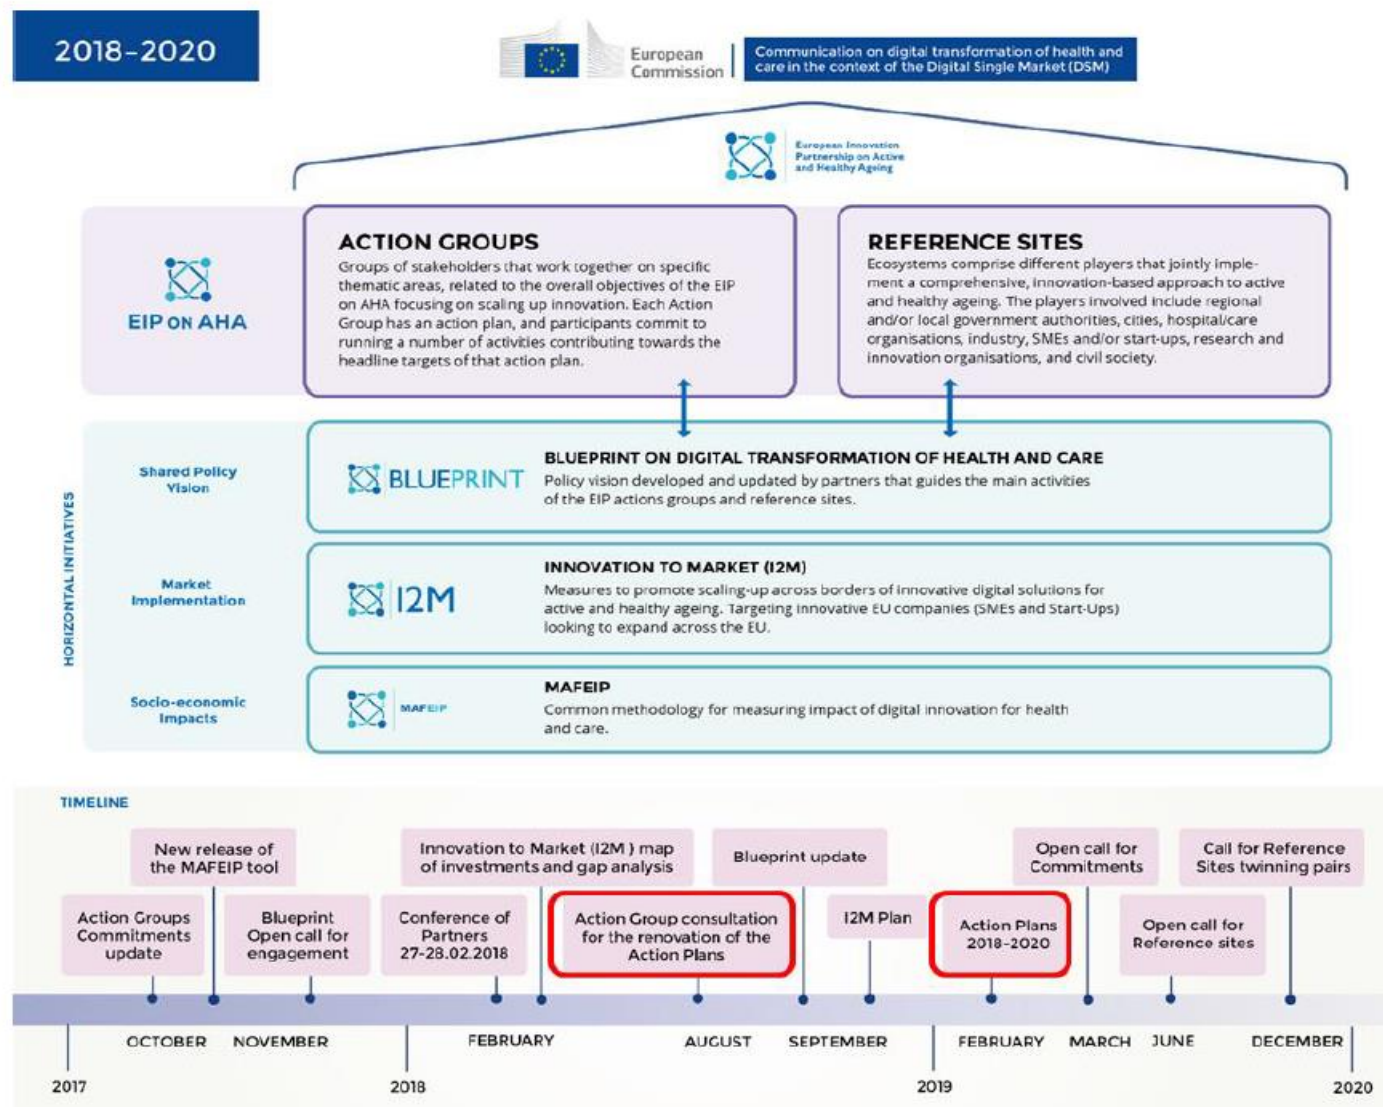 2018-2020
European
Commission
Communication on digital transformation of health and
care in the context of the Digital Single Market (DSM)
European Innovation
Partnership on Active
and Healthy Ageing
EIP ON AHA
ACTION GROUPS
Groups of stakeholders that work together on specific
thematic areas, related to the overall objectives of the EIP
on AHA focusing on scaling up innovation. Each Action
Group has an action plan, and participants commit to
running a number of activities contributing towards the
headline targets of that action plan.
REFERENCE SITES
Ecosystems comprise different players that jointly imple-
ment a comprehensive, innovation-based approach to active
and healthy ageing. The players involved include regional
and/or local government authorities, cities, hospital/care
organisations, industry, SMEs and/or start-ups, research and
innovation organisations, and civil society.
HORIZONTAL INITIATIVES
Shared Policy
Vision
BLUEPRINT
BLUEPRINT ON DIGITAL TRANSFORMATION OF HEALTH AND CARE
Policy vision developed and updated by partners that guides the main activities
of the EIP actions groups and reference sites.
Market
Implementation
I2M
INNOVATION TO MARKET (I2M)
Measures to promote scaling-up across borders of innovative digital solutions for
active and healthy ageing. Targeting innovative EU companies (SMEs and Start-Ups)
looking to expand across the EU.
Socio-economic
Impacts
MAFEIP
MAFEIP
Common methodology for measuring impact of digital innovation for health
and care.
TIMELINE
New release of
the MAFEIP tool
Innovation to Market (I2M ) map
of investments and gap analysis
Blueprint update
Open call for
Commitments
Call for Reference
Sites twinning pairs
Action Groups
Commitments
update
Blueprint
Open call for
engagement
Conference of
Partners
27-28.02.2018
Action Group consultation
for the renovation of the
Action Plans
I2M Plan
Action Plans
2018-2020
Open call for
Reference sites
OCTOBER NOVEMBER FEBRUARY AUGUST SEPTEMBER FEBRUARY MARCH JUNE DECEMBER
2017 2018 2019 2020